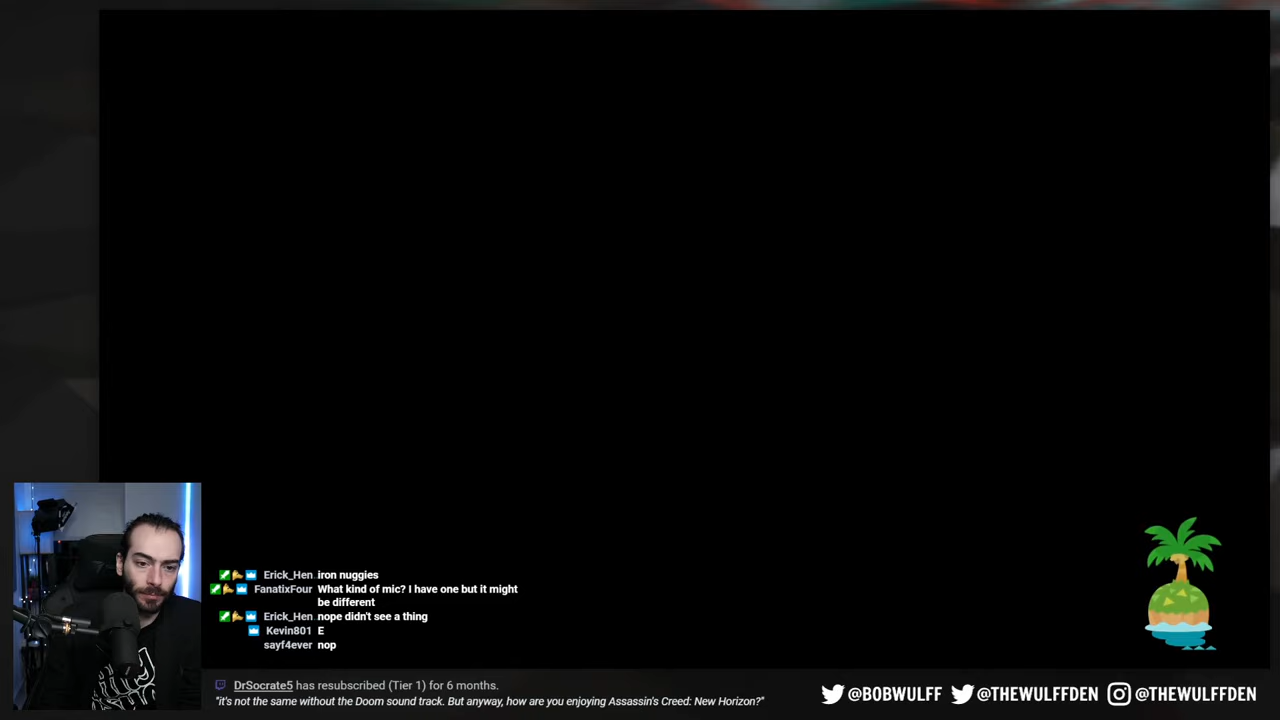 Erick_Hen iron nuggies
FanatixFour What kind of mic? I have one but it might
be different
Erick_Hen nope didn't see a thing
Kevin801 E
sayf4ever nop
DrSocrate5 has resubscribed (Tier 1) for 6 months.
"it's not the same without the Doom sound track. But anyway, how are you enjoying Assassin's Creed: New Horizon?"
@BOBWULFF @THEWULFFDEN @THEWULFFDEN